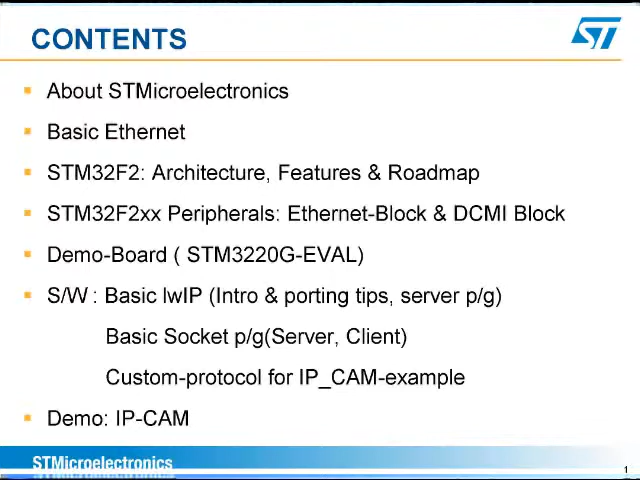 CONTENTS
ST
About STMicroelectronics
Basic Ethernet
STM32F2: Architecture, Features & Roadmap
STM32F2xx Peripherals: Ethernet-Block & DCMI Block
Demo-Board ( STM3220G-EVAL)
S/W : Basic lwIP (Intro & porting tips, server p/g)
Basic Socket p/g(Server, Client)
Custom-protocol for IP_CAM-example
Demo: IP-CAM
STMicroelectronics
1